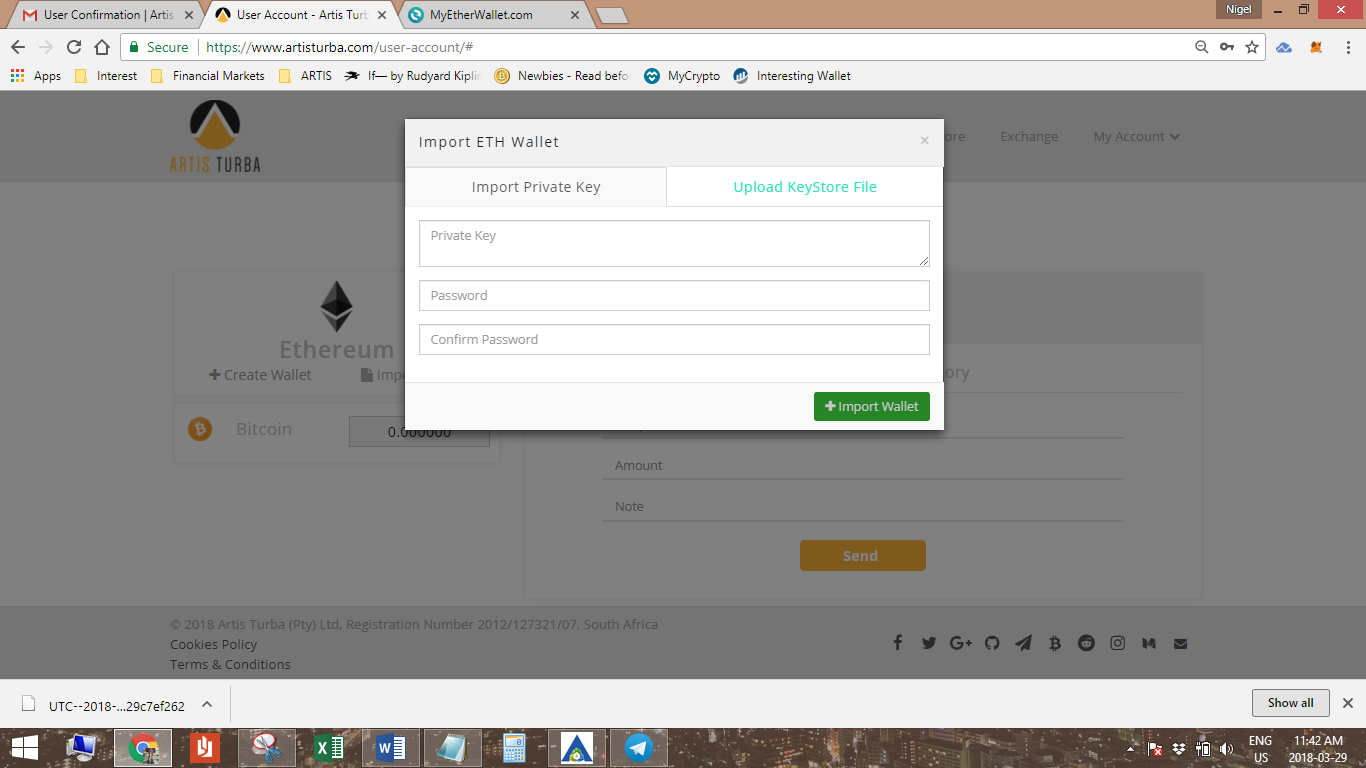 User Confirmation | Artis
User Account - Artis Turb
MyEtherWallet.com
Nigel
Secure
https://www.artisturba.com/user-account/#
Apps
Interest
Financial Markets
ARTIS
If— by Rudyard Kiplin
Newbies - Read befo
MyCrypto
Interesting Wallet
ARTIS TURBA
ore
Exchange
My Account
Import ETH Wallet
×
Import Private Key
Upload KeyStore File
Private Key
Password
Confirm Password
Import Wallet
Ethereum
Create Wallet
Impo
Bitcoin
0.000000
ory
Amount
Note
Send
© 2018 Artis Turba (Pty) Ltd, Registration Number 2012/127321/07, South Africa
Cookies Policy
Terms & Conditions
UTC--2018-...29c7ef262
Show all
ENG
US
11:42 AM
2018-03-29